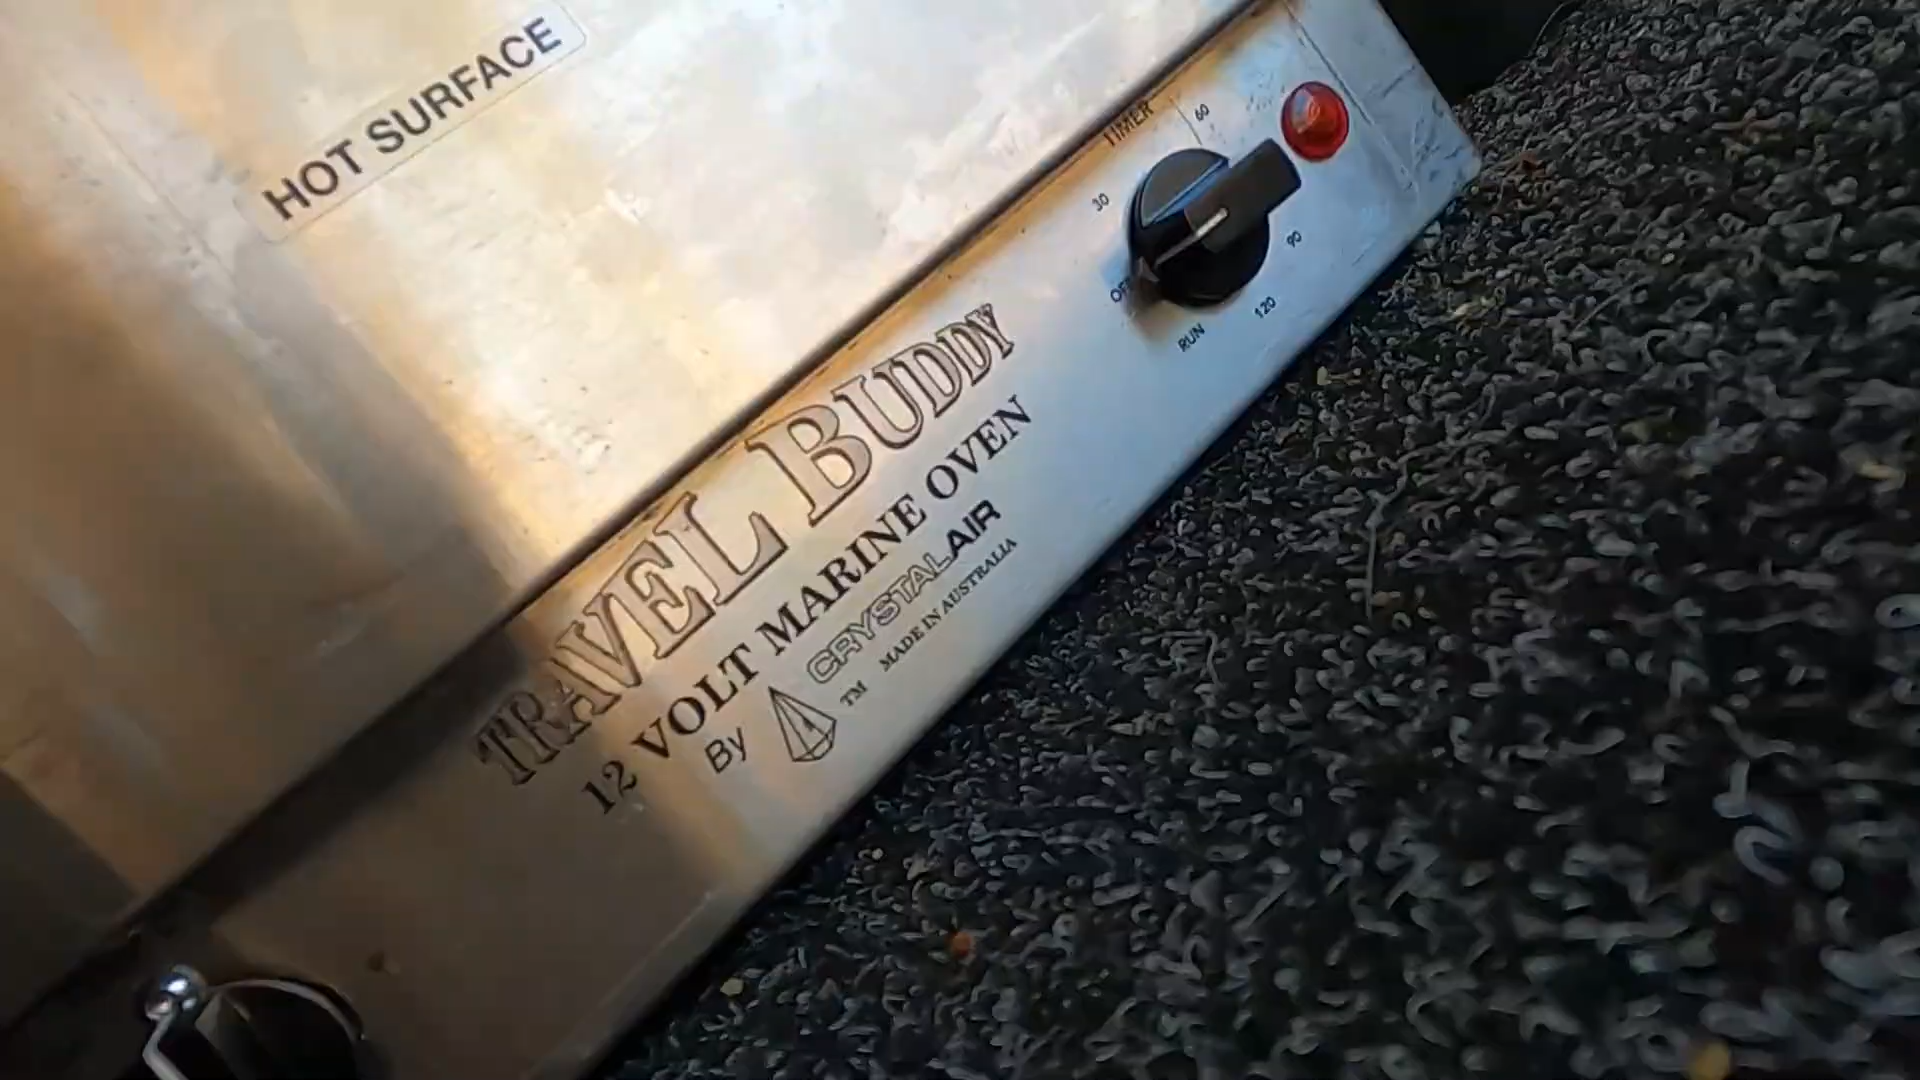 HOT SURFACE
TIMER
60
30
90
OFF
120
RUN
TRAVEL BUDDY
12 VOLT MARINE OVEN
By CRYSTALAIR
TM MADE IN AUSTRALIA